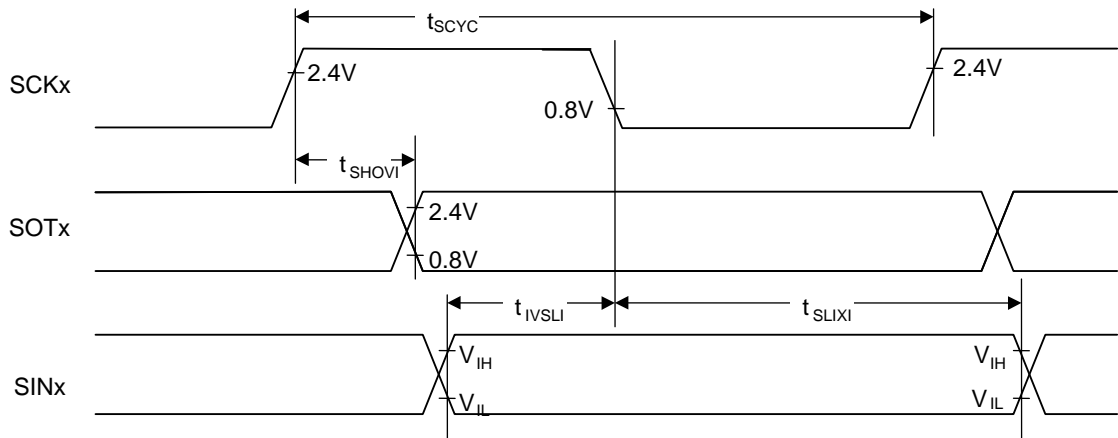 tSCYC
SCKx
2.4V
0.8V
2.4V
tSHOVI
SOTx
2.4V
0.8V
tIVSLI
tSLIXI
SINx
VIH
VIH
VIL
VIL